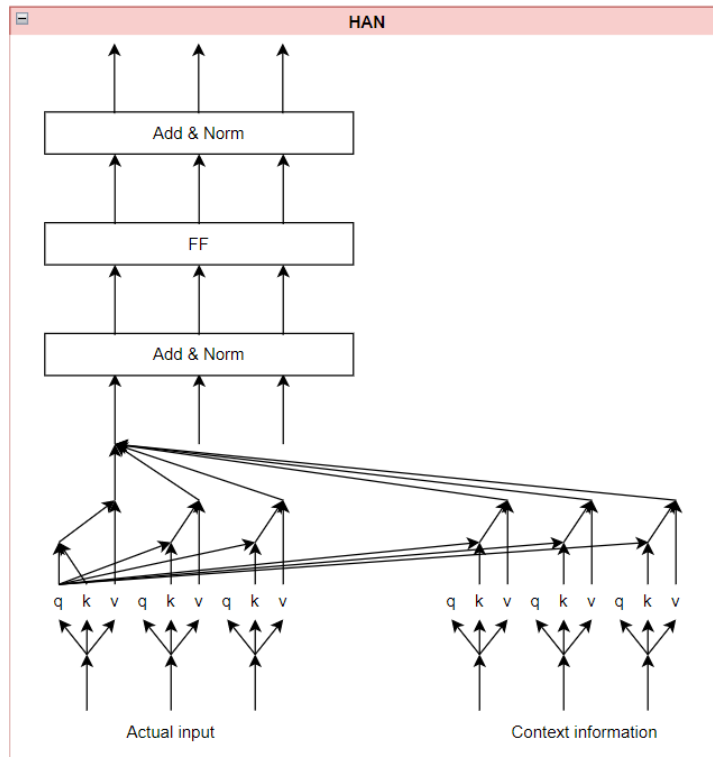 HAN
Add & Norm
FF
Add & Norm
q k v q k v q k v q k v q k v q k v
Actual input Context information